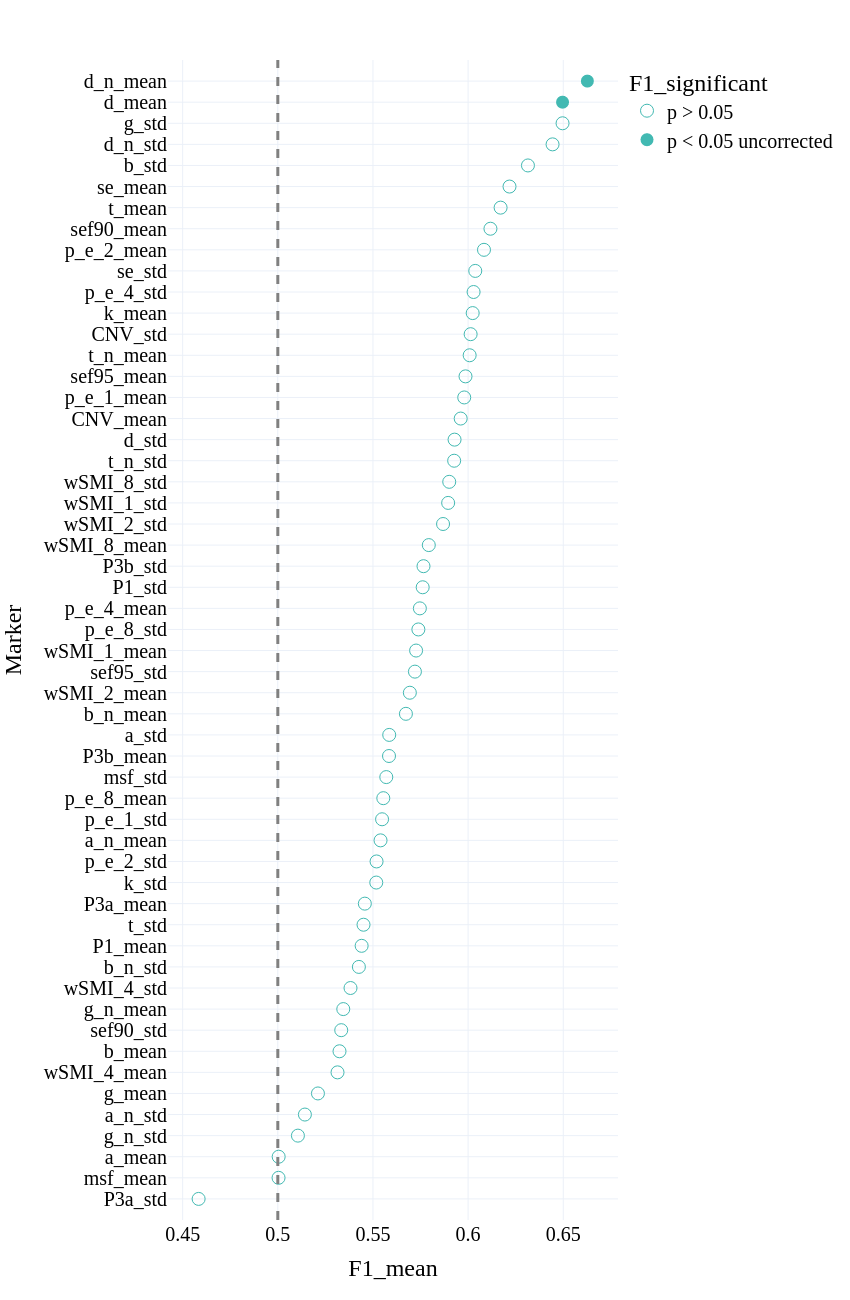 d_n_mean
d_mean
g_std
d_n_std
b_std
se_mean
t_mean
sef90_mean
p_e_2_mean
se_std
p_e_4_std
k_mean
CNV_std
t_n_mean
sef95_mean
p_e_1_mean
CNV_mean
d_std
t_n_std
wSMI_8_std
wSMI_1_std
wSMI_2_std
wSMI_8_mean
P3b_std
P1_std
p_e_4_mean
p_e_8_std
wSMI_1_mean
sef95_std
wSMI_2_mean
b_n_mean
a_std
P3b_mean
msf_std
p_e_8_mean
p_e_1_std
a_n_mean
p_e_2_std
k_std
P3a_mean
t_std
P1_mean
b_n_std
wSMI_4_std
g_n_mean
sef90_std
b_mean
wSMI_4_mean
g_mean
a_n_std
g_n_std
a_mean
msf_mean
P3a_std
Marker
0.45 0.5 0.55 0.6 0.65
F1_mean
F1_significant
p > 0.05
p < 0.05 uncorrected